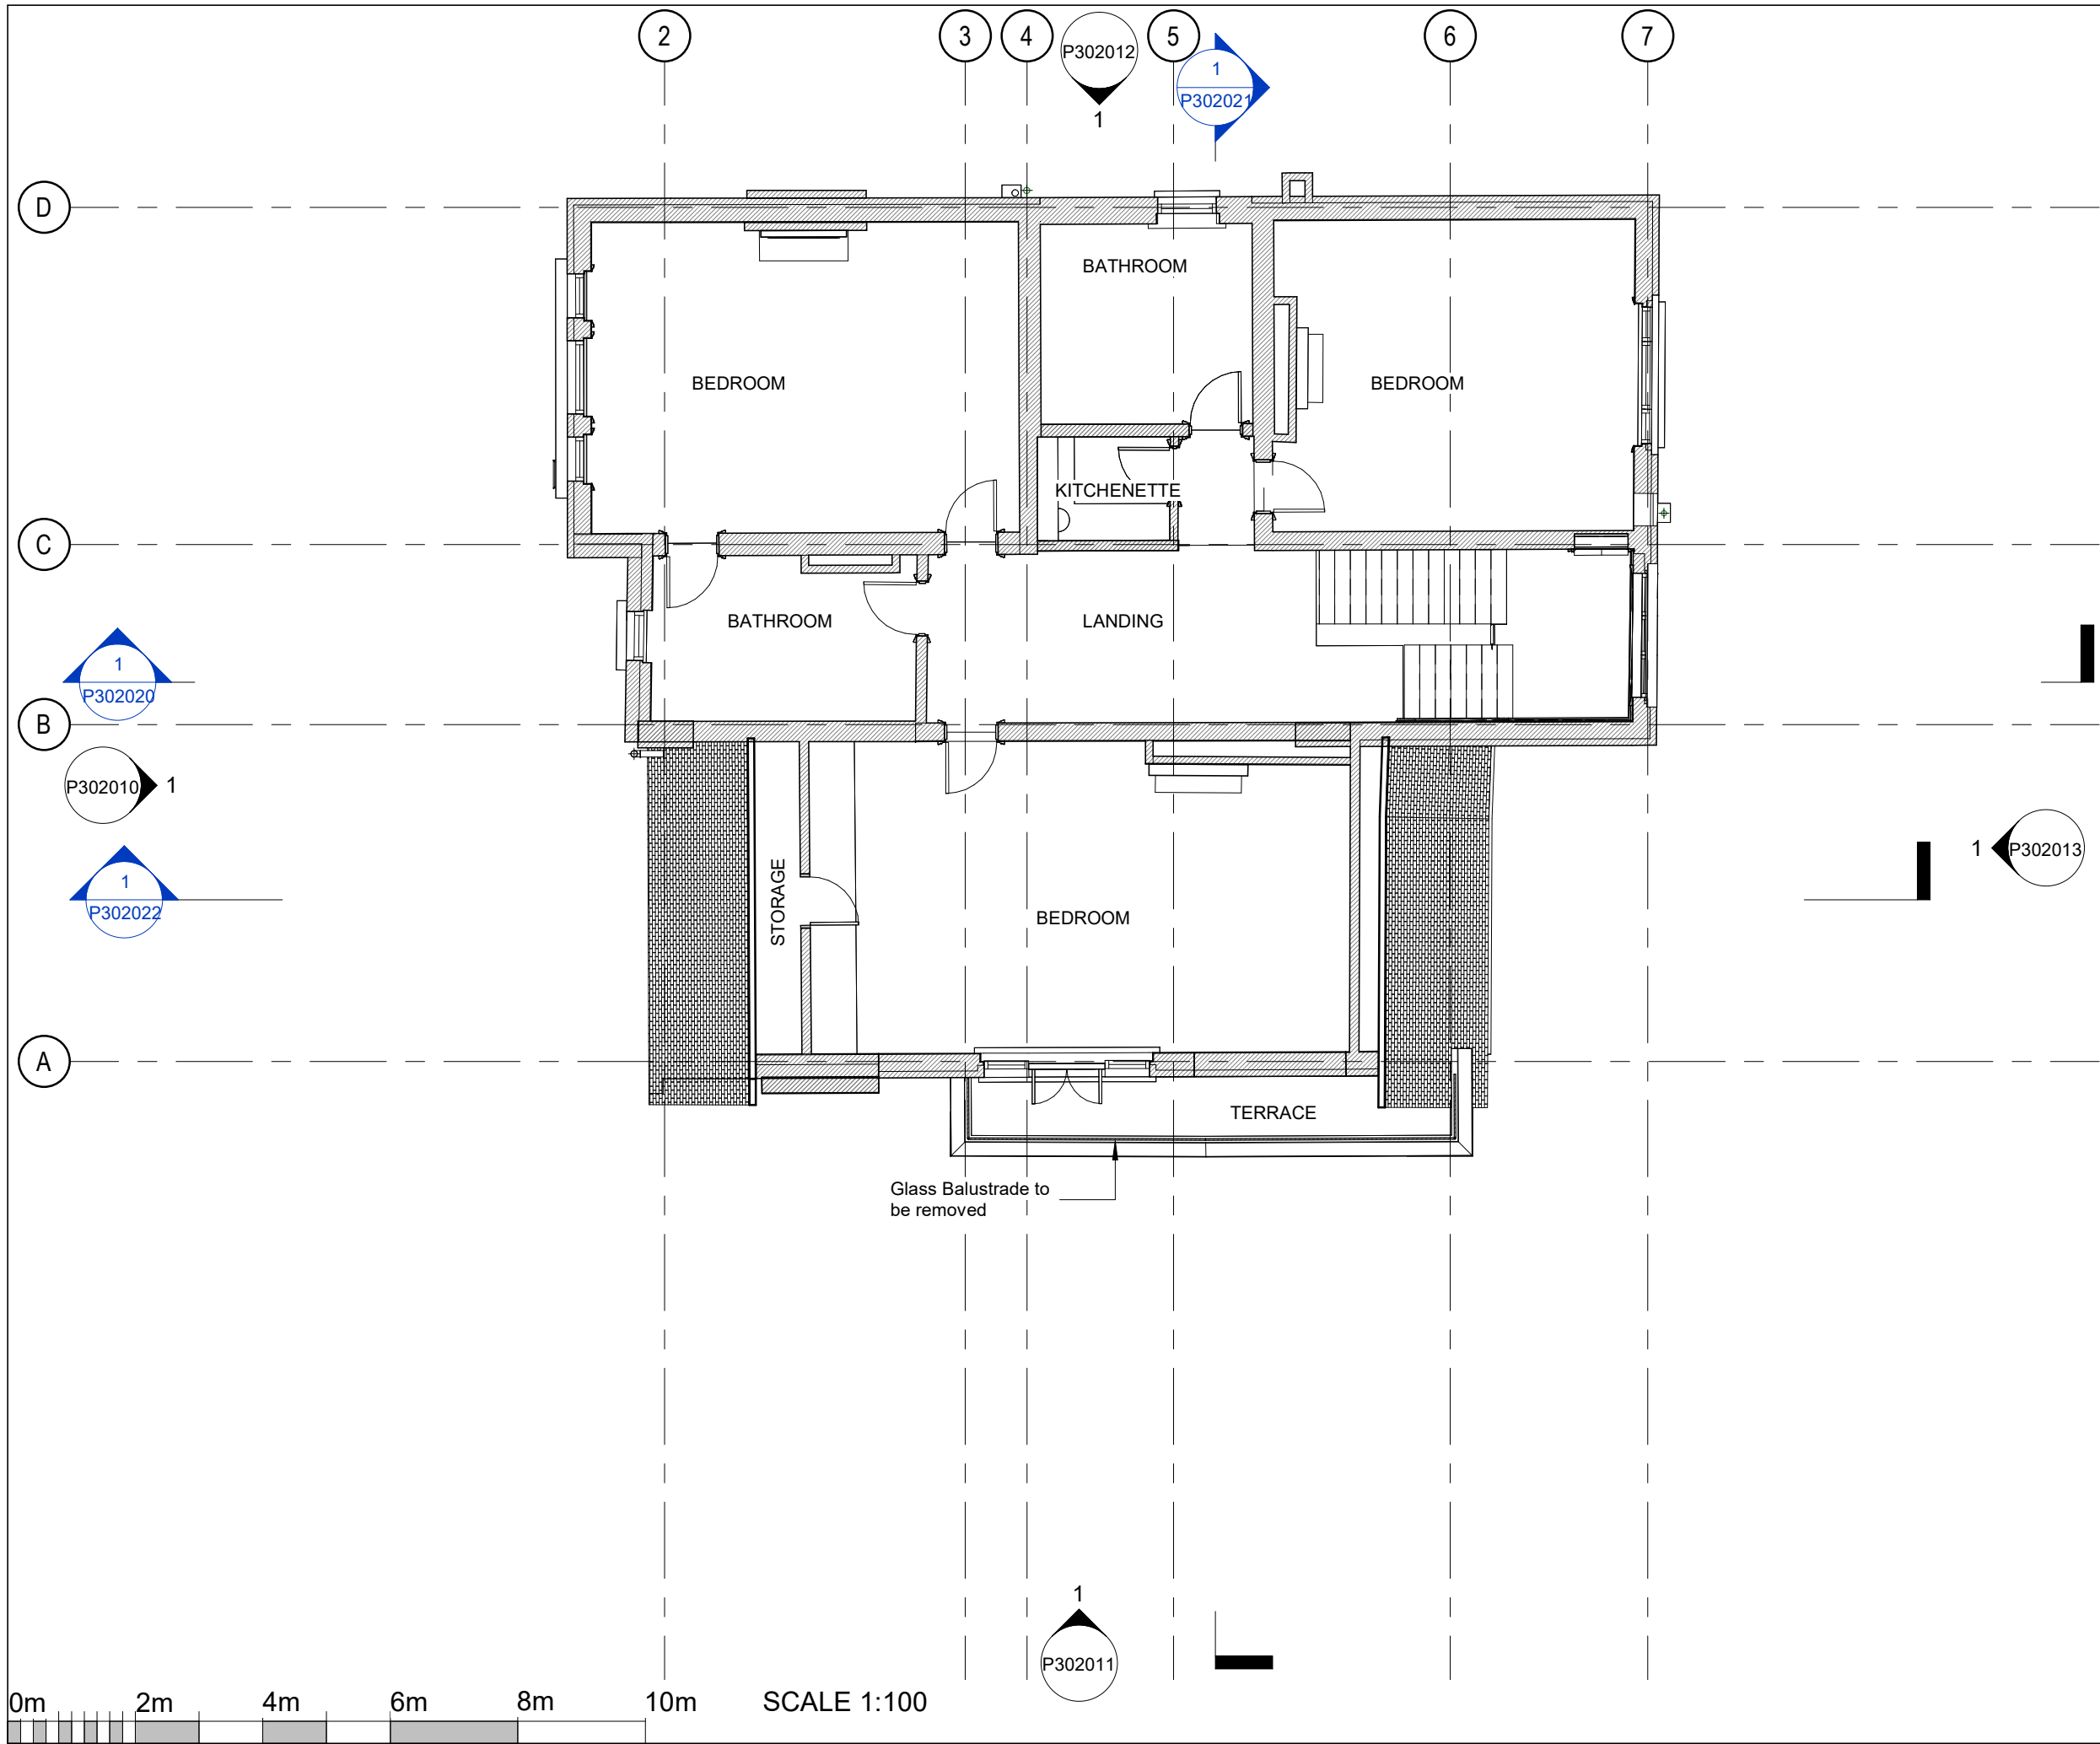 2
3
4
P302012
1
5
1
P302021
6
7
D
BATHROOM
BEDROOM
BEDROOM
KITCHENETTE
C
BATHROOM
LANDING
1
P302020
B
P302010
1
1
P302022
STORAGE
BEDROOM
1
P302013
A
TERRACE
Glass Balustrade to
be removed
1
P302011
0m 2m 4m 6m 8m 10m SCALE 1:100